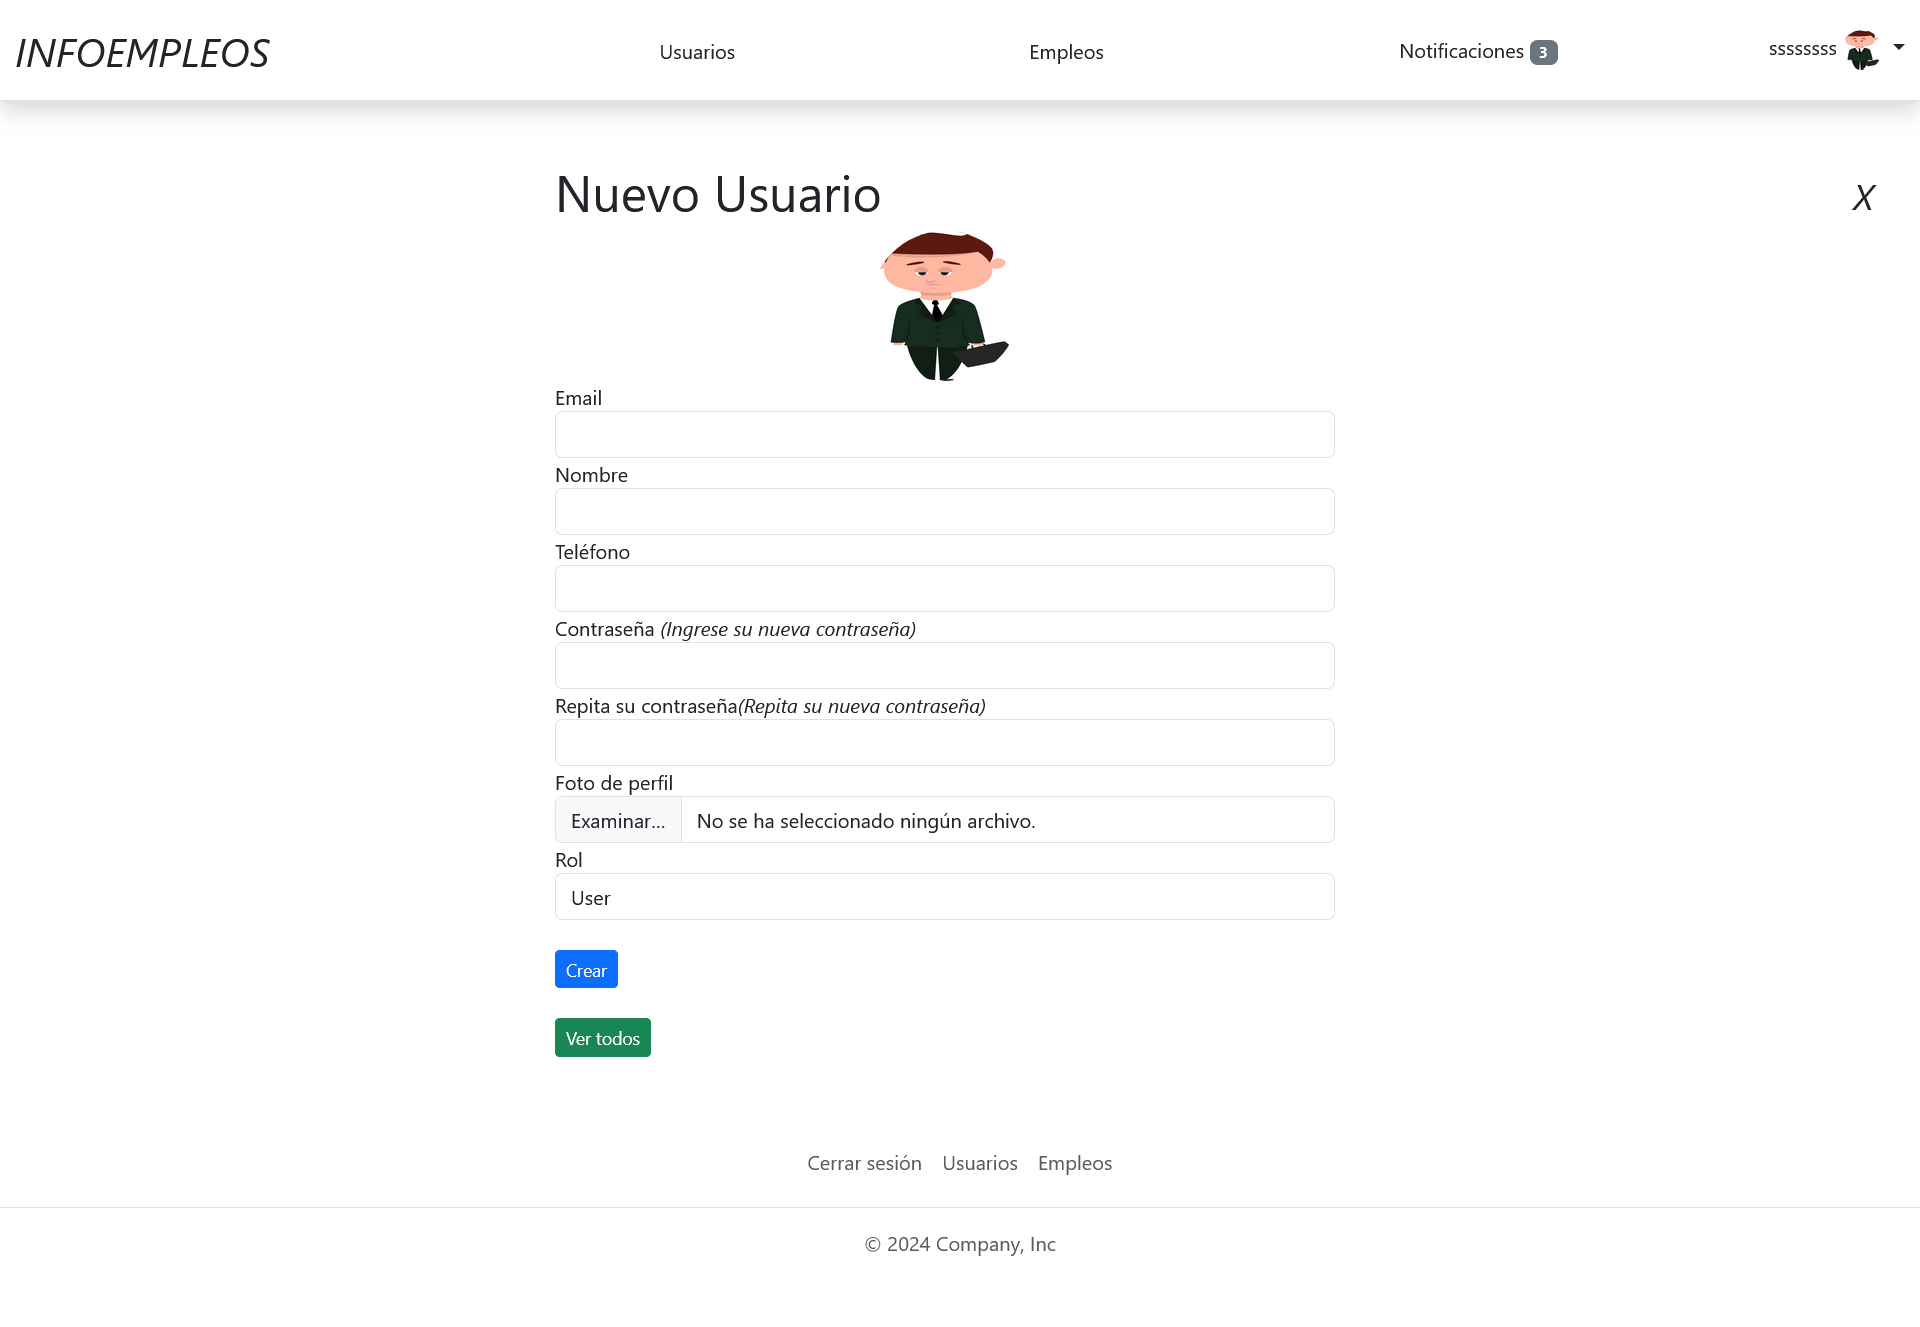 INFOEMPLEOS
Usuarios
Empleos
Notificaciones 3
ssssssss
Nuevo Usuario
X
Email
Nombre
Teléfono
Contraseña (Ingrese su nueva contraseña)
Repita su contraseña(Repita su nueva contraseña)
Foto de perfil
Examinar... No se ha seleccionado ningún archivo.
Rol
User
Crear
Ver todos
Cerrar sesión Usuarios Empleos
© 2024 Company, Inc